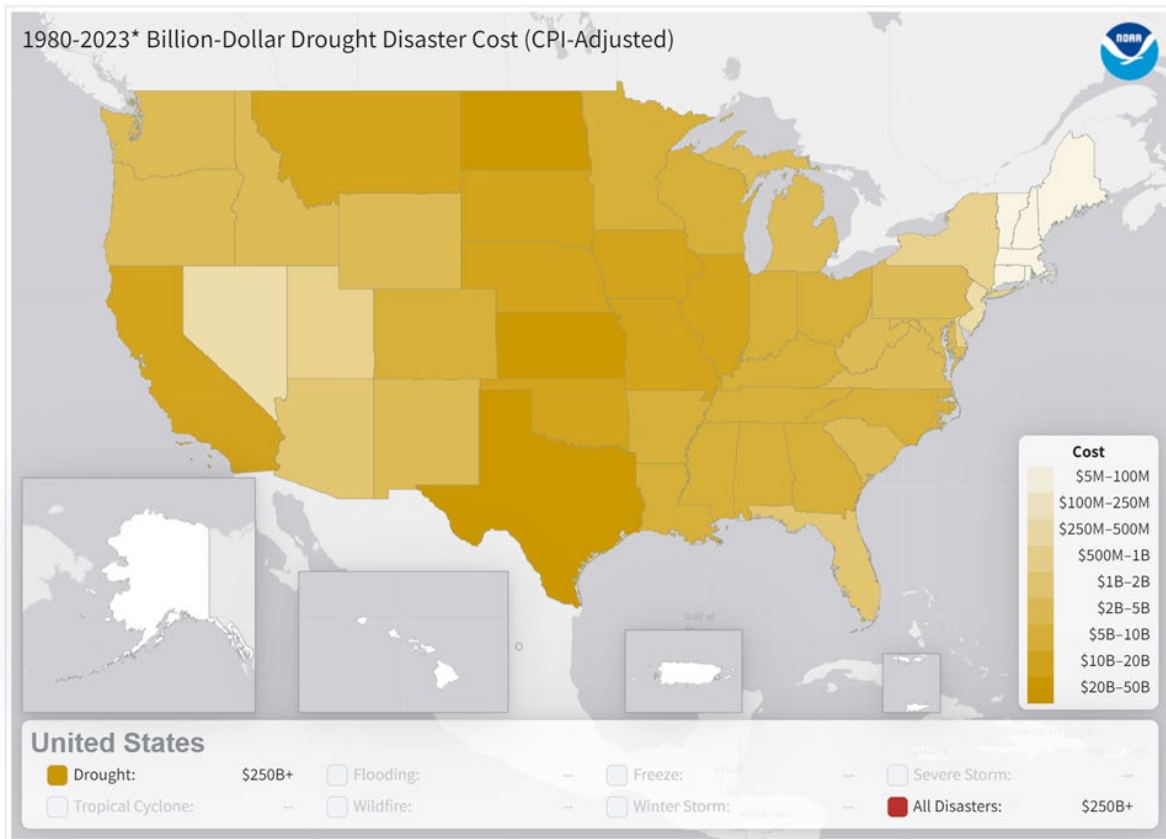 1980-2023* Billion-Dollar Drought Disaster Cost (CPI-Adjusted)
NOAA
Cost
$5M–100M
$100M–250M
$250M–500M
$500M–1B
$1B–2B
$2B–5B
$5B–10B
$10B–20B
$20B–50B
Gulf of
United States
Drought: $250B+
Flooding: --
Freeze: --
Severe Storm: --
Tropical Cyclone: --
Wildfire: --
Winter Storm: --
All Disasters: $250B+